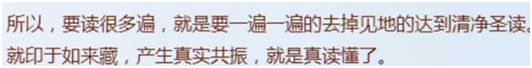 所以，要读很多遍，就是要一遍一遍的去掉见地的达到清净圣读。
就印于如来藏，产生真实共振，就是真读懂了。